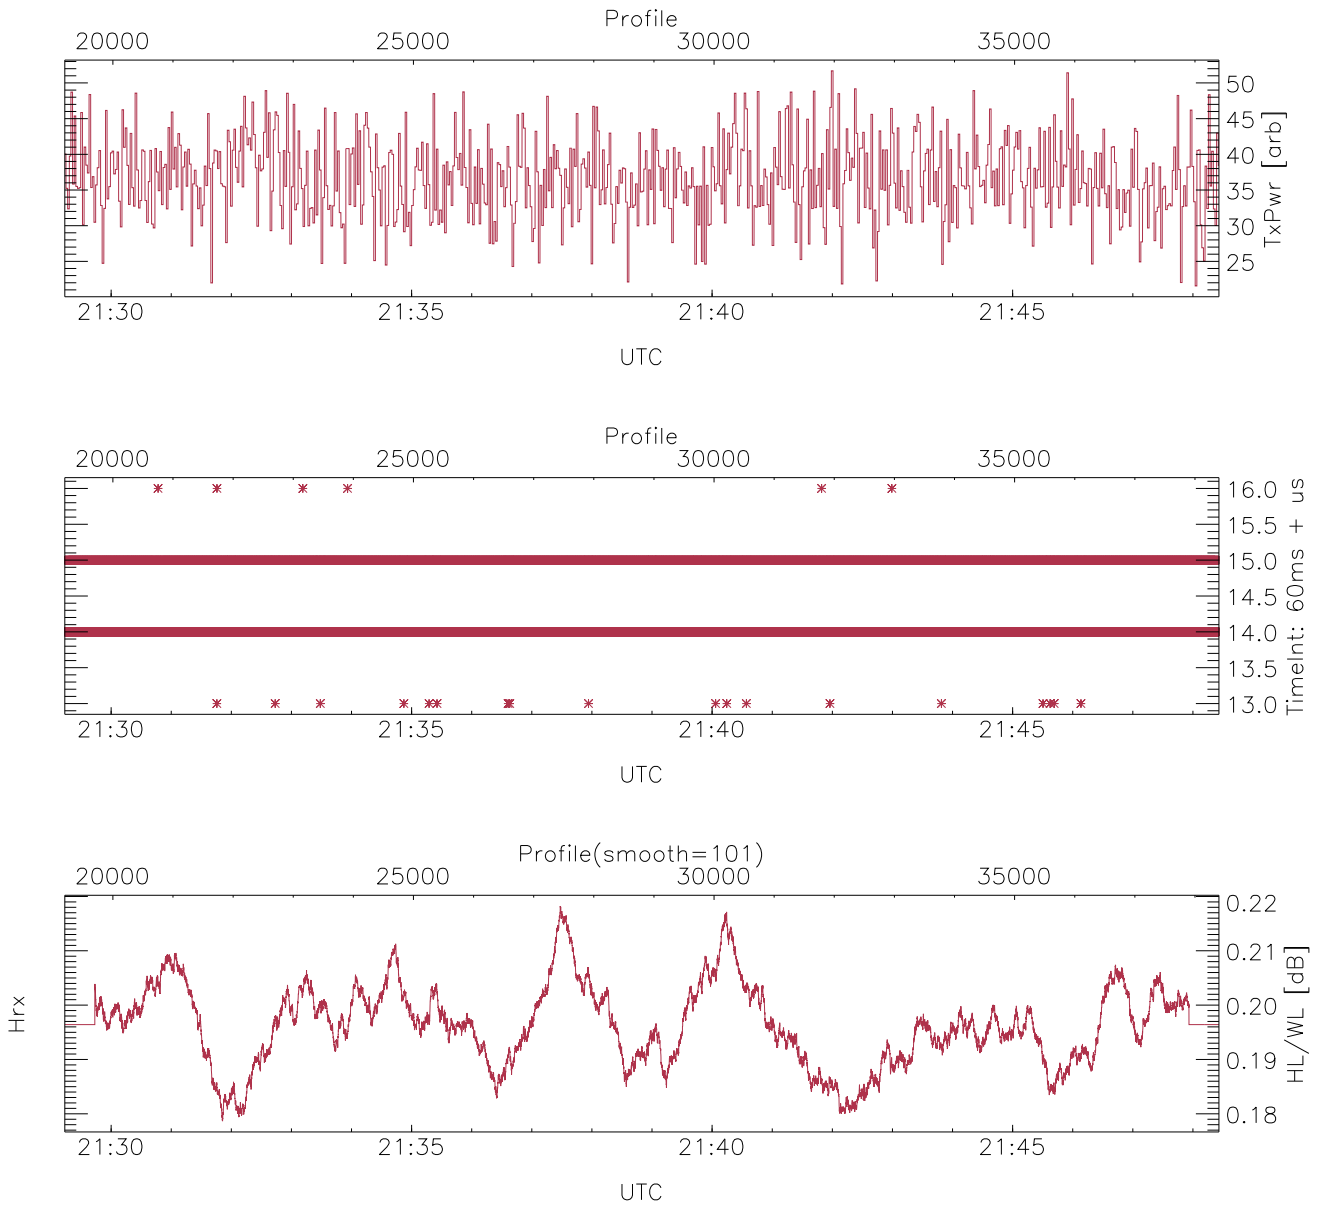 Profile
20000 25000 30000 35000
50
45
40
35
30
25
TxPwr [arb]
21:30 21:35 21:40 21:45
UTC
Profile
20000 25000 30000 35000
16.0
15.5
15.0
14.5
14.0
13.5
13.0
TimeInt: 60ms + us
21:30 21:35 21:40 21:45
UTC
Profile(smooth=101)
20000 25000 30000 35000
Hrx
0.22
0.21
0.20
0.19
0.18
HL/WL [dB]
21:30 21:35 21:40 21:45
UTC